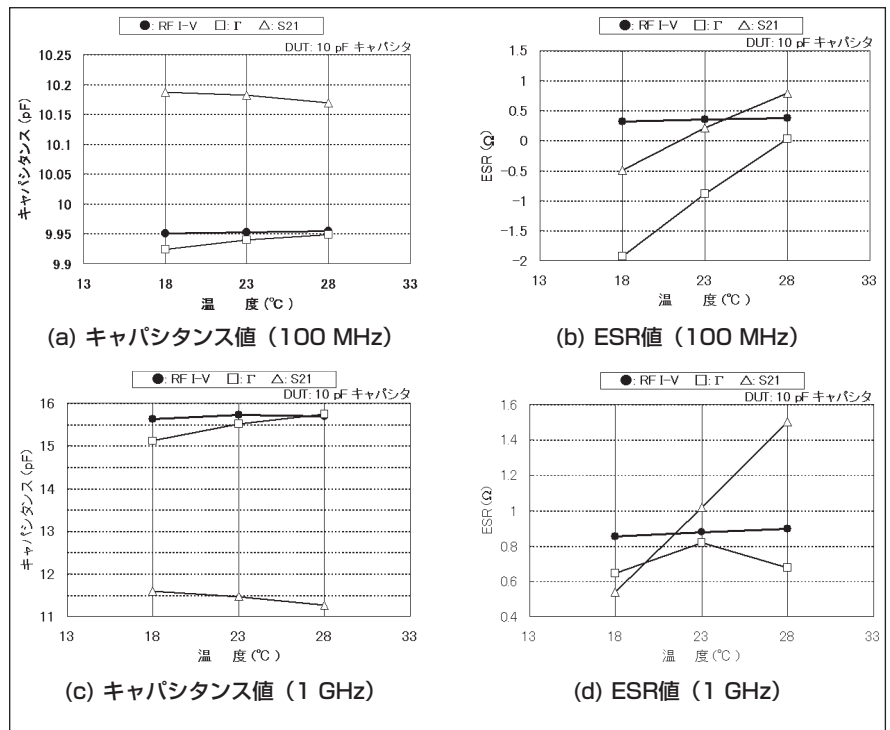 ●: RF I-V □: Γ △: S21
DUT: 10 pF キャパシタ
10.25
10.2
10.15
10.1
10.05
10
9.95
9.9
キャパシタンス (pF)
13 18 23 28 33
温 度 (℃)
(a) キャパシタンス値(100 MHz)
●: RF I-V □: Γ △: S21
DUT: 10 pF キャパシタ
1.5
1
0.5
0
-0.5
-1
-1.5
-2
ESR (Ω)
13 18 23 28 33
温 度 (℃)
(b) ESR値(100 MHz)
●: RF I-V □: Γ △: S21
DUT: 10 pF キャパシタ
16
15
14
13
12
11
キャパシタンス (pF)
13 18 23 28 33
温 度 (℃)
(c) キャパシタンス値(1 GHz)
●: RF I-V □: Γ △: S21
DUT: 10 pF キャパシタ
1.6
1.4
1.2
1
0.8
0.6
0.4
ESR (Ω)
13 18 23 28 33
温 度 (℃)
(d) ESR値(1 GHz)